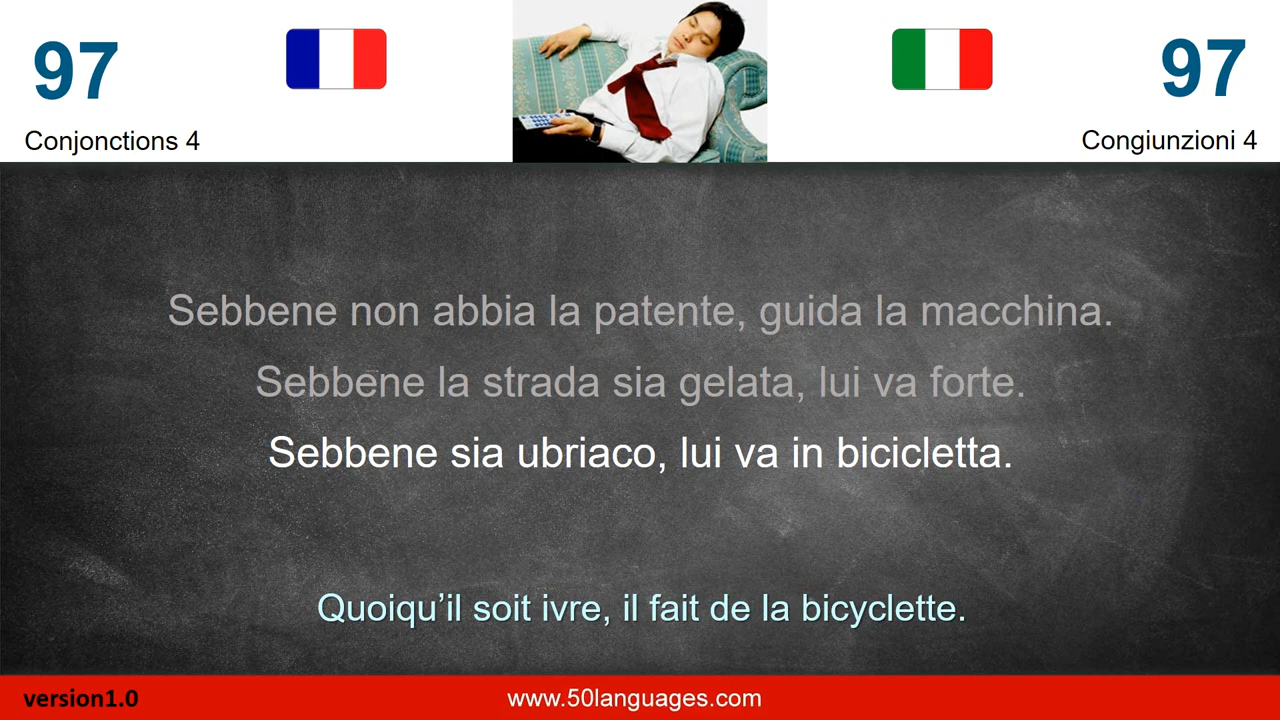 97
97
Conjonctions 4
Congiunzioni 4
Sebbene non abbia la patente, guida la macchina.
Sebbene la strada sia gelata, lui va forte.
Sebbene sia ubriaco, lui va in bicicletta.
Quoiqu’il soit ivre, il fait de la bicyclette.
version1.0
www.50languages.com